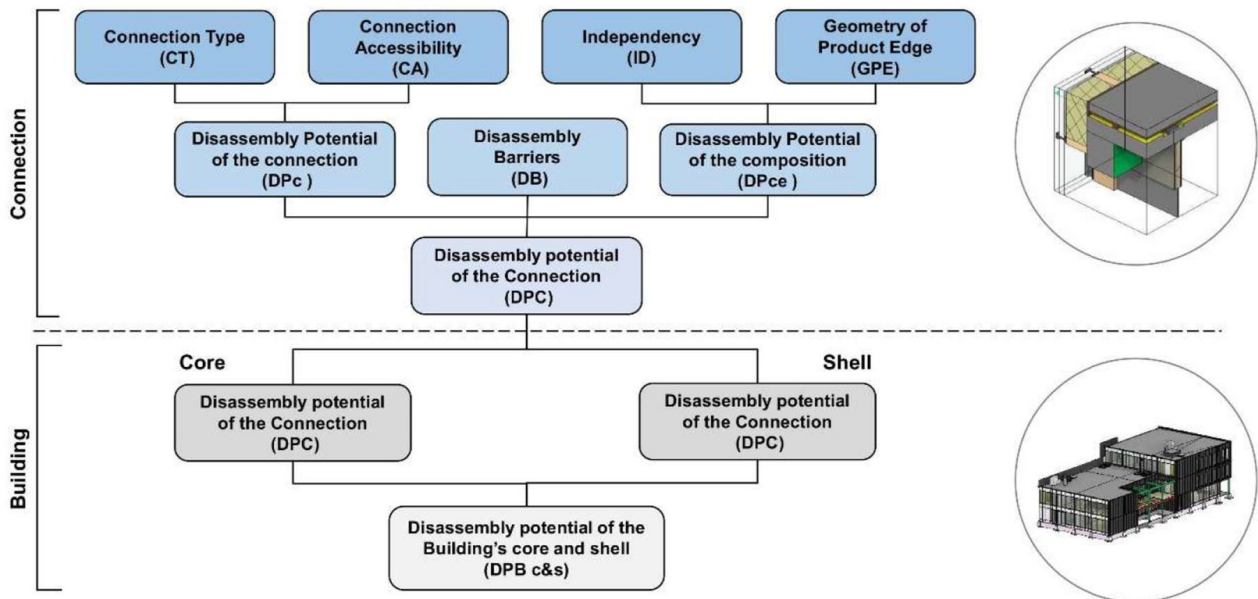 Connection Type
(CT)
Connection
Accessibility
(CA)
Independency
(ID)
Geometry of
Product Edge
(GPE)
Connection
Disassembly Potential
of the connection
(DPc )
Disassembly
Barriers
(DB)
Disassembly Potential
of the composition
(DPce )
Disassembly potential
of the Connection
(DPC)
Building
Core
Shell
Disassembly potential
of the Connection
(DPC)
Disassembly potential
of the Connection
(DPC)
Disassembly potential of the
Building's core and shell
(DPB c&s)